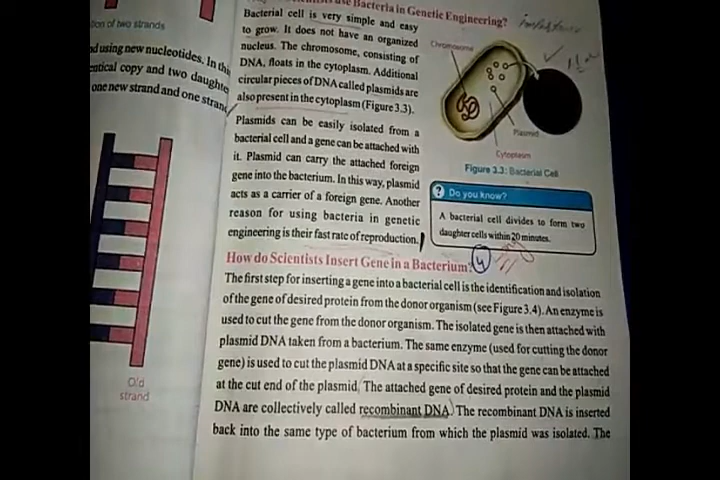 tion of two strands
ed using new nucleotides. In this
entical copy and two daughte
one new strand and one strand
Old
strand
use Bacteria in Genetic Engineering?
Bacterial cell is very simple and easy
to grow. It does not have an organized
nucleus. The chromosome, consisting of
DNA, floats in the cytoplasm. Additional
circular pieces of DNA called plasmids are
also present in the cytoplasm (Figure 3.3).
Plasmids can be easily isolated from a
bacterial cell and a gene can be attached with
it. Plasmid can carry the attached foreign
gene into the bacterium. In this way, plasmid
acts as a carrier of a foreign gene. Another
reason for using bacteria in genetic
engineering is their fast rate of reproduction.
Chromosome
Plasmid
Cytoplasm
Figure 3.3: Bacterial Cell
? Do you know?
A bacterial cell divides to form two
daughter cells within 20 minutes.
How do Scientists Insert Gene in a Bacterium?
4
The first step for inserting a gene into a bacterial cell is the identification and isolation
of the gene of desired protein from the donor organism (see Figure 3.4). An enzyme is
used to cut the gene from the donor organism. The isolated gene is then attached with
plasmid DNA taken from a bacterium. The same enzyme (used for cutting the donor
gene) is used to cut the plasmid DNA at a specific site so that the gene can be attached
at the cut end of the plasmid. The attached gene of desired protein and the plasmid
DNA are collectively called recombinant DNA. The recombinant DNA is inserted
back into the same type of bacterium from which the plasmid was isolated. The